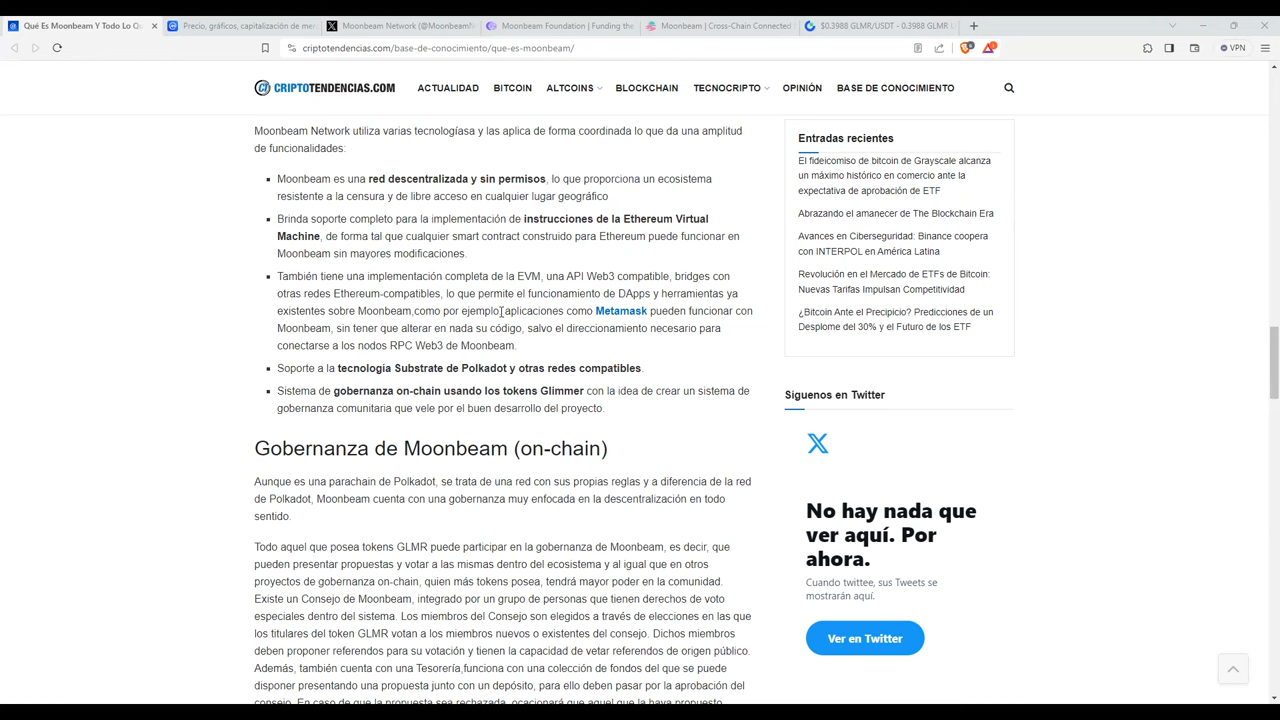 Qué Es Moonbeam Y Todo Lo Qu
Precio, gráficos, capitalización de mer
Moonbeam Network (@MoonbeamN
Moonbeam Foundation | Funding the
Moonbeam | Cross-Chain Connected
$0.3988 GLMR/USDT - 0.3988 GLMR L
criptotendencias.com/base-de-conocimiento/que-es-moonbeam/
VPN
CRIPTOTENDENCIAS.COM
ACTUALIDAD
BITCOIN
ALTCOINS
BLOCKCHAIN
TECNOCRIPTO
OPINIÓN
BASE DE CONOCIMIENTO
Moonbeam Network utiliza varias tecnologíasa y las aplica de forma coordinada lo que da una amplitud
de funcionalidades:
Moonbeam es una red descentralizada y sin permisos, lo que proporciona un ecosistema
resistente a la censura y de libre acceso en cualquier lugar geográfico
Brinda soporte completo para la implementación de instrucciones de la Ethereum Virtual
Machine, de forma tal que cualquier smart contract construido para Ethereum puede funcionar en
Moonbeam sin mayores modificaciones.
También tiene una implementación completa de la EVM, una API Web3 compatible, bridges con
otras redes Ethereum-compatibles, lo que permite el funcionamiento de DApps y herramientas ya
existentes sobre Moonbeam,como por ejemplo aplicaciones como Metamask pueden funcionar con
Moonbeam, sin tener que alterar en nada su código, salvo el direccionamiento necesario para
conectarse a los nodos RPC Web3 de Moonbeam.
Soporte a la tecnología Substrate de Polkadot y otras redes compatibles.
Sistema de gobernanza on-chain usando los tokens Glimmer con la idea de crear un sistema de
gobernanza comunitaria que vele por el buen desarrollo del proyecto.
Gobernanza de Moonbeam (on-chain)
Aunque es una parachain de Polkadot, se trata de una red con sus propias reglas y a diferencia de la red
de Polkadot, Moonbeam cuenta con una gobernanza muy enfocada en la descentralización en todo
sentido.
Todo aquel que posea tokens GLMR puede participar en la gobernanza de Moonbeam, es decir, que
pueden presentar propuestas y votar a las mismas dentro del ecosistema y al igual que en otros
proyectos de gobernanza on-chain, quien más tokens posea, tendrá mayor poder en la comunidad.
Existe un Consejo de Moonbeam, integrado por un grupo de personas que tienen derechos de voto
especiales dentro del sistema. Los miembros del Consejo son elegidos a través de elecciones en las que
los titulares del token GLMR votan a los miembros nuevos o existentes del consejo. Dichos miembros
deben proponer referendos para su votación y tienen la capacidad de vetar referendos de origen público.
Además, también cuenta con una Tesorería,funciona con una colección de fondos del que se puede
disponer presentando una propuesta junto con un depósito, para ello deben pasar por la aprobación del
consejo. En caso de que la propuesta sea rechazada, ocacionará que aquel que la haya propuesto
Entradas recientes
El fideicomiso de bitcoin de Grayscale alcanza
un máximo histórico en comercio ante la
expectativa de aprobación de ETF
Abrazando el amanecer de The Blockchain Era
Avances en Ciberseguridad: Binance coopera
con INTERPOL en América Latina
Revolución en el Mercado de ETFs de Bitcoin:
Nuevas Tarifas Impulsan Competitividad
¿Bitcoin Ante el Precipicio? Predicciones de un
Desplome del 30% y el Futuro de los ETF
Siguenos en Twitter
No hay nada que
ver aquí. Por
ahora.
Cuando twittee, sus Tweets se
mostrarán aquí.
Ver en Twitter